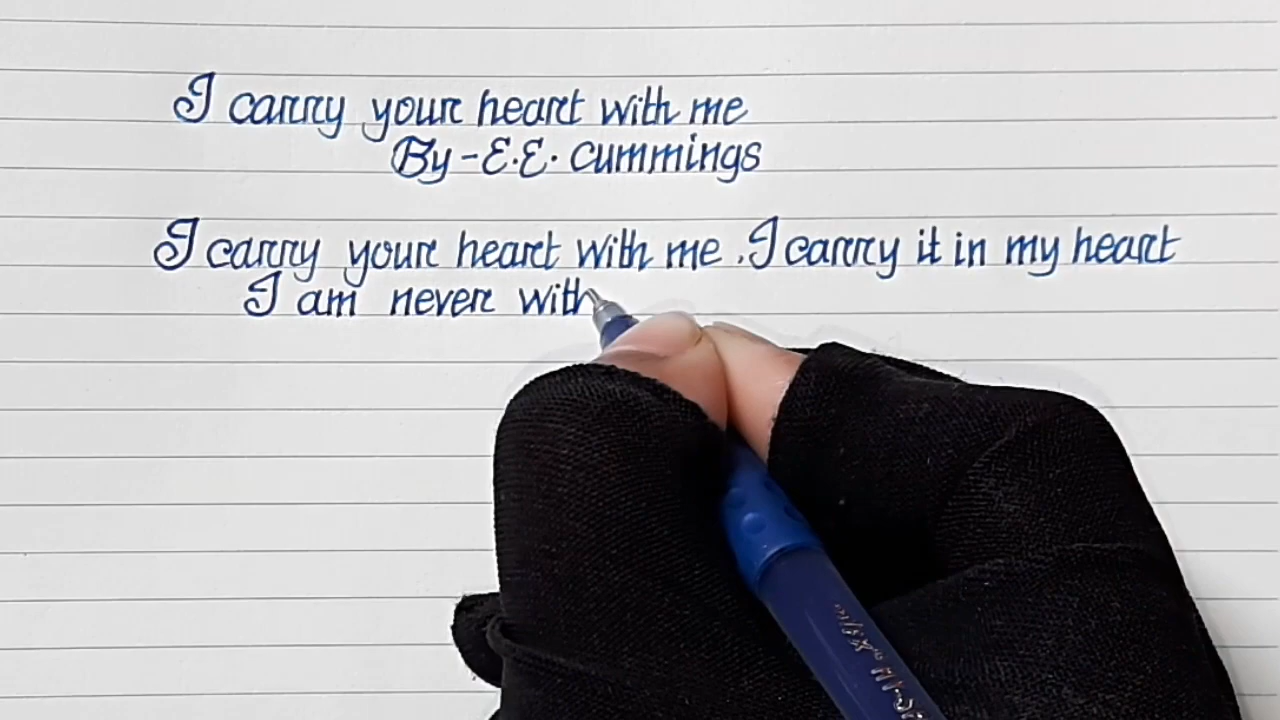 I carry your heart with me
By - E.E. Cummings
I carry your heart with me . I carry it in my heart
I am never with